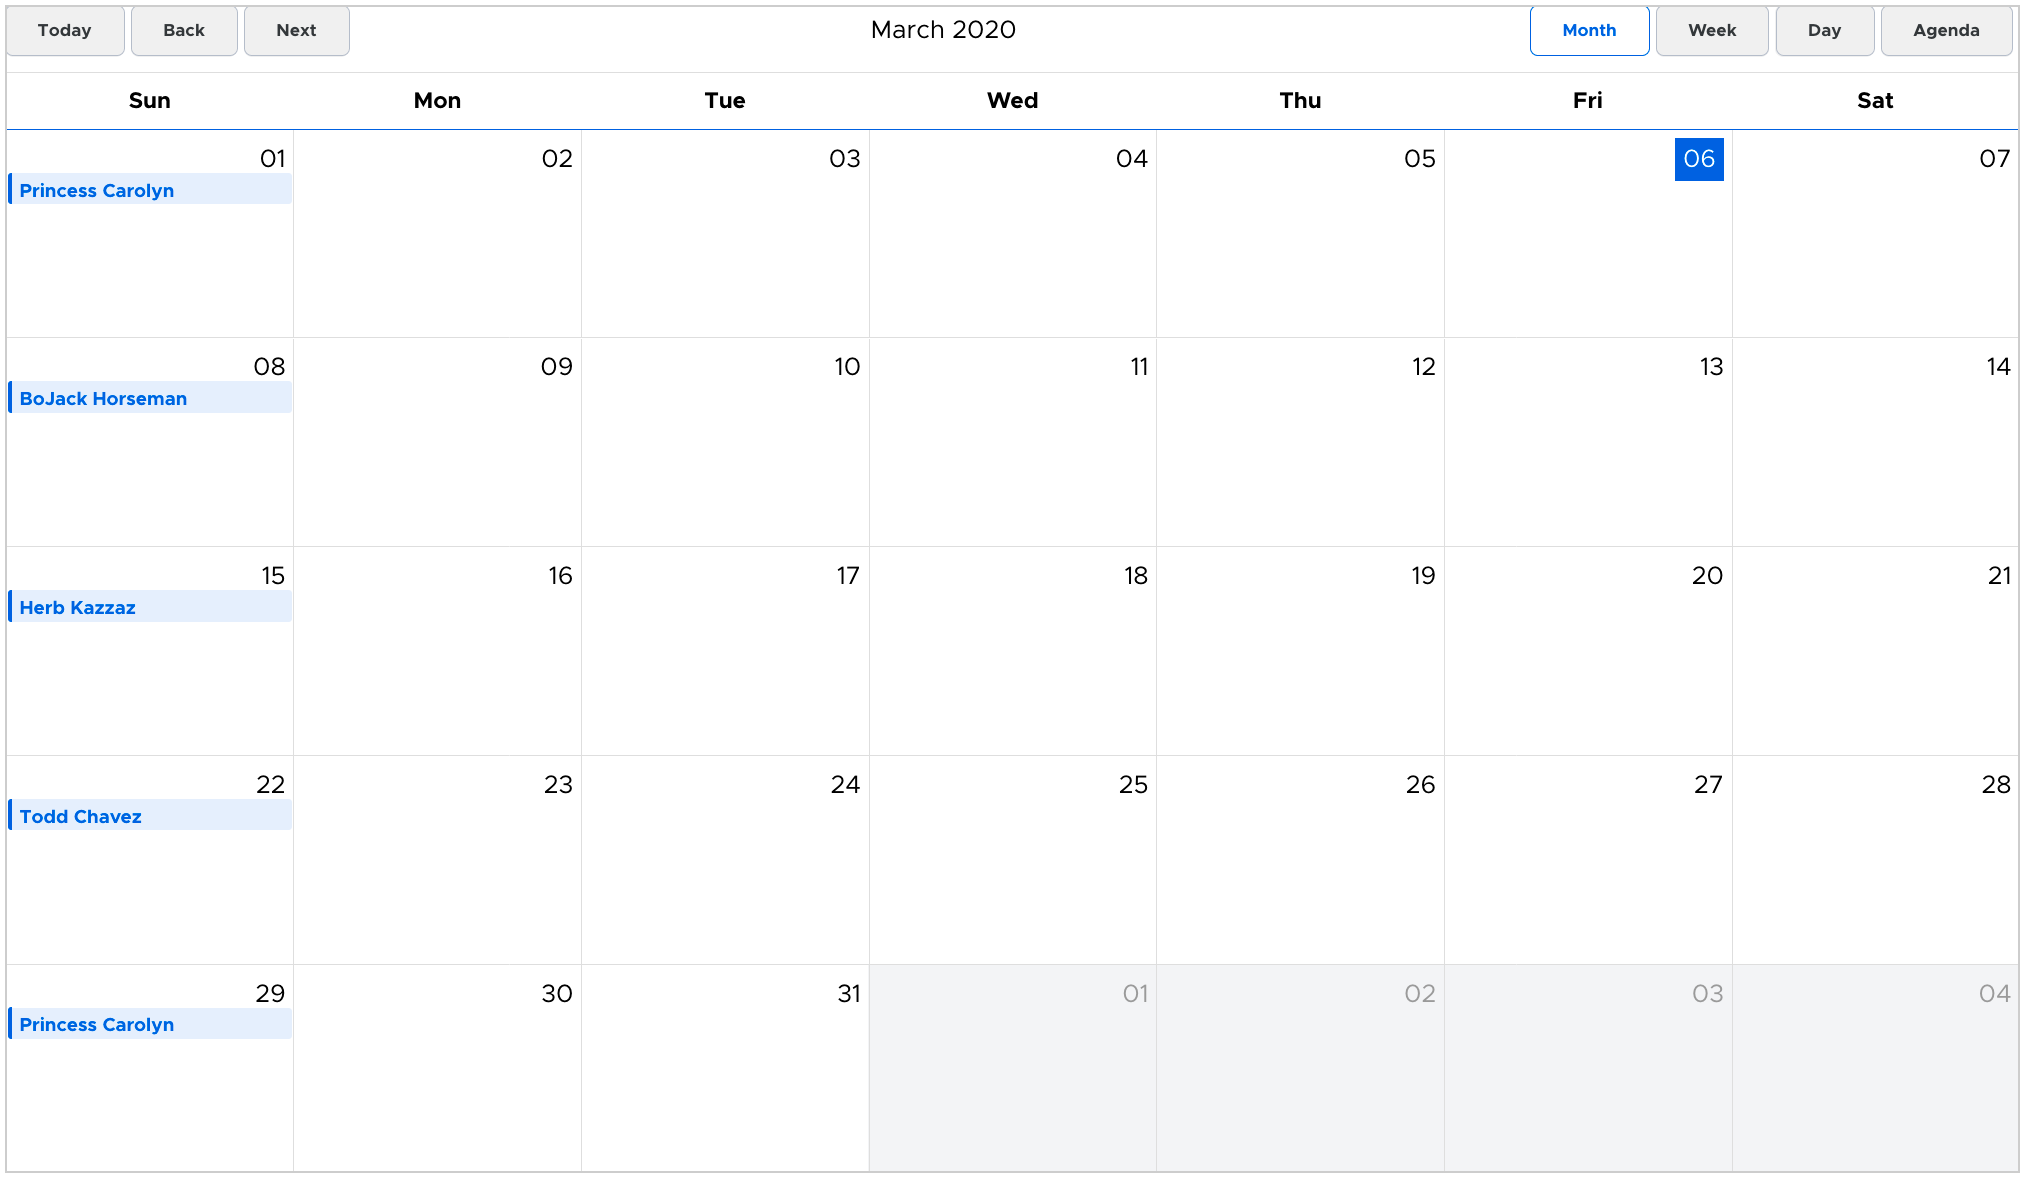 Today Back Next March 2020 Month Week Day Agenda
Sun Mon Tue Wed Thu Fri Sat
01 02 03 04 05 06 07
Princess Carolyn
08 09 10 11 12 13 14
BoJack Horseman
15 16 17 18 19 20 21
Herb Kazzaz
22 23 24 25 26 27 28
Todd Chavez
29 30 31 01 02 03 04
Princess Carolyn